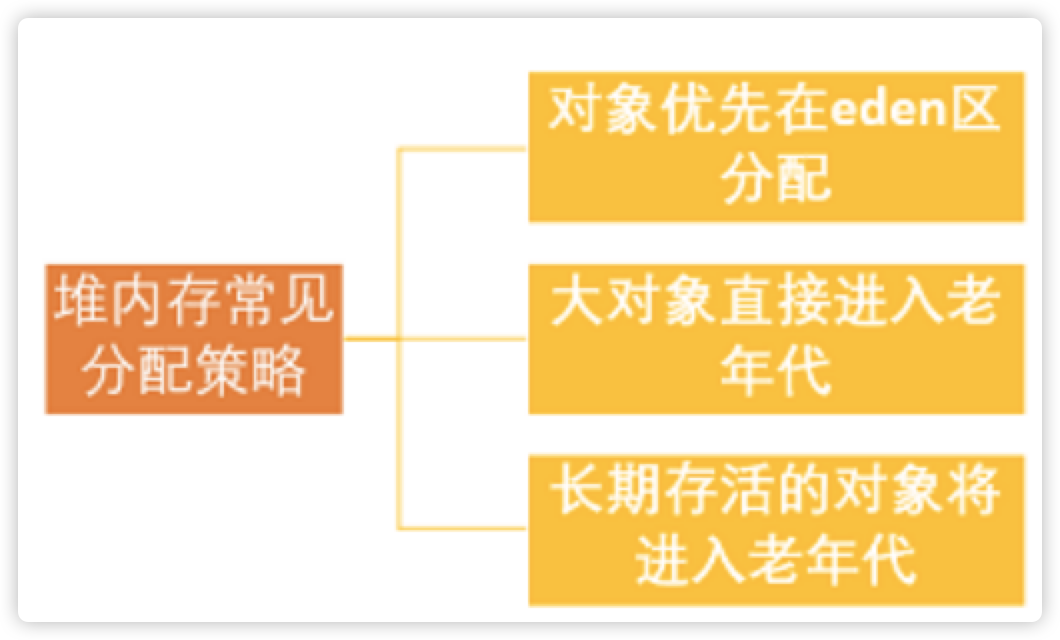 堆内存常见
分配策略
对象优先在eden区
分配
大对象直接进入老
年代
长期存活的对象将
进入老年代